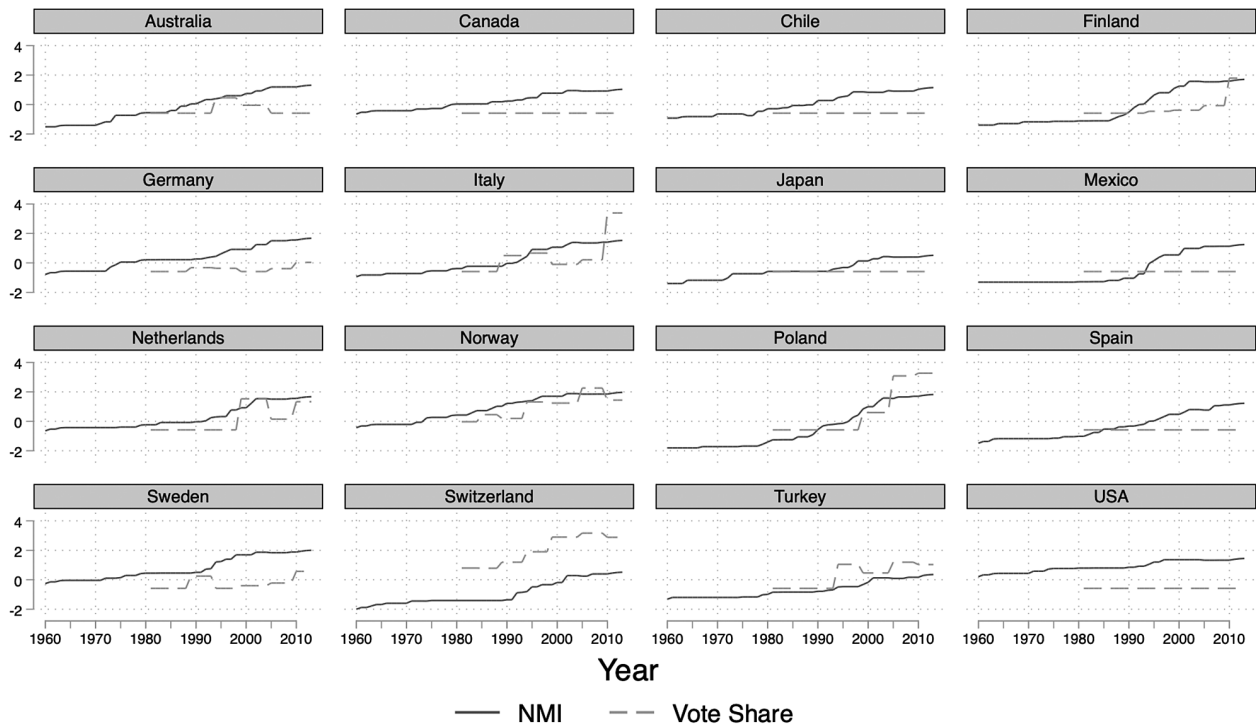 Australia Canada Chile Finland
4
2
0
-2
Germany Italy Japan Mexico
4
2
0
-2
Netherlands Norway Poland Spain
4
2
0
-2
Sweden Switzerland Turkey USA
4
2
0
-2
1960 1970 1980 1990 2000 2010 1960 1970 1980 1990 2000 2010 1960 1970 1980 1990 2000 2010 1960 1970 1980 1990 2000 2010
Year
NMI Vote Share